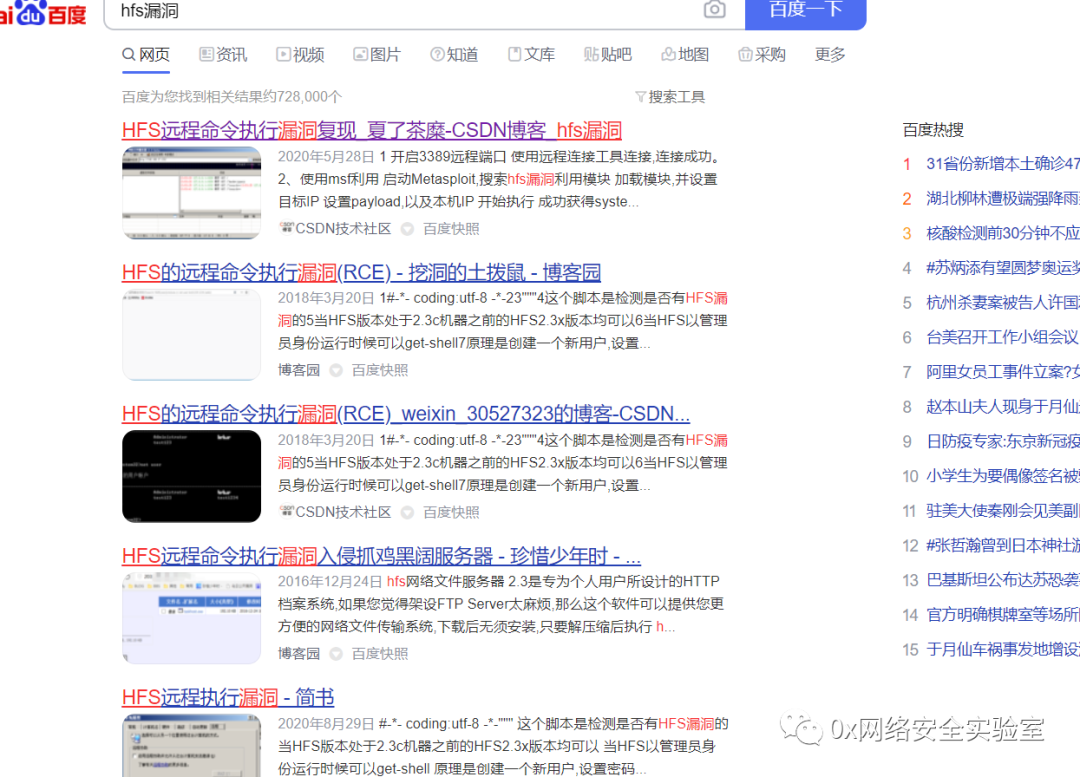 ai du 百度
hfs漏洞
百度一下
网页 资讯 视频 图片 知道 文库 贴吧 地图 采购 更多
百度为您找到相关结果约728,000个
搜索工具
HFS远程命令执行漏洞复现_夏了茶糜-CSDN博客_hfs漏洞
2020年5月28日 1 开启3389远程端口 使用远程连接工具连接,连接成功。
2、使用msf利用 启动Metasploit,搜索hfs漏洞利用模块 加载模块,并设置
目标IP 设置payload,以及本机IP 开始执行 成功获得syste...
CSDN技术社区 百度快照
HFS的远程命令执行漏洞(RCE) - 挖洞的土拨鼠 - 博客园
2018年3月20日 1#-*- coding:utf-8 -*-23"""4这个脚本是检测是否有HFS漏
洞的5当HFS版本处于2.3c机器之前的HFS2.3x版本均可以6当HFS以管理
员身份运行时候可以get-shell7原理是创建一个新用户,设置...
博客园 百度快照
HFS的远程命令执行漏洞(RCE)_weixin_30527323的博客-CSDN...
2018年3月20日 1#-*- coding:utf-8 -*-23"""4这个脚本是检测是否有HFS漏
洞的5当HFS版本处于2.3c机器之前的HFS2.3x版本均可以6当HFS以管理
员身份运行时候可以get-shell7原理是创建一个新用户,设置...
CSDN技术社区 百度快照
HFS远程命令执行漏洞入侵抓鸡黑阔服务器 - 珍惜少年时 - ...
2016年12月24日 hfs网络文件服务器 2.3是专为个人用户所设计的HTTP
档案系统,如果您觉得架设FTP Server太麻烦,那么这个软件可以提供您更
方便的网络文件传输系统,下载后无须安装,只要解压缩后执行 h...
博客园 百度快照
HFS远程执行漏洞 - 简书
2020年8月29日 #-*- coding:utf-8 -*-""" 这个脚本是检测是否有HFS漏洞的
当HFS版本处于2.3c机器之前的HFS2.3x版本均可以 当HFS以管理员身
份运行时候可以get-shell 原理是创建一个新用户,设置密码...
百度热搜
1 31省份新增本土确诊47
2 湖北柳林遭极端强降雨
3 核酸检测前30分钟不应
4 #苏炳添有望圆梦奥运奖
5 杭州杀妻案被告人许国
6 台美召开工作小组会议
7 阿里女员工事件立案?
8 赵本山夫人现身于月仙
9 日防疫专家:东京新冠疫
10 小学生为要偶像签名被
11 驻美大使秦刚会见美副
12 #张哲瀚曾到日本神社
13 巴基斯坦公布达苏恐袭
14 官方明确棋牌室等场所
15 于月仙车祸事发地增设
0x网络安全实验室